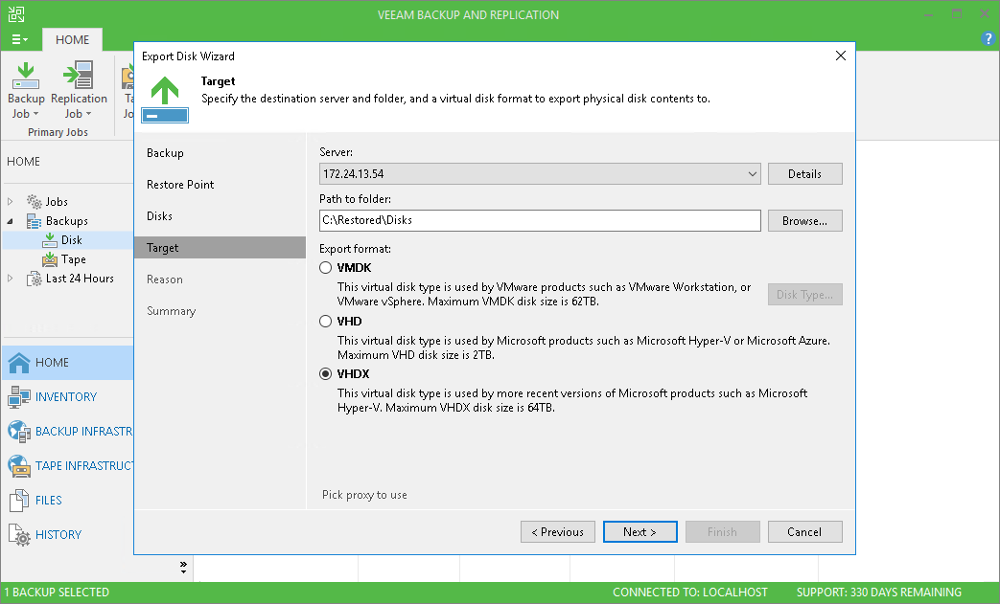 VEEAM BACKUP AND REPLICATION
HOME
?
Backup
Job
Replication
Job
Primary Jobs
HOME
Jobs
Backups
Disk
Tape
Last 24 Hours
HOME
INVENTORY
BACKUP INFRASTR
TAPE INFRASTRUCT
FILES
HISTORY
Export Disk Wizard
Target
Specify the destination server and folder, and a virtual disk format to export physical disk contents to.
Backup
Restore Point
Disks
Target
Reason
Summary
Server:
172.24.13.54
Details
Path to folder:
C:\Restored\Disks
Browse...
Export format:
VMDK
This virtual disk type is used by VMware products such as VMware Workstation, or
VMware vSphere. Maximum VMDK disk size is 62TB.
Disk Type...
VHD
This virtual disk type is used by Microsoft products such as Microsoft Hyper-V or Microsoft Azure.
Maximum VHD disk size is 2TB.
VHDX
This virtual disk type is used by more recent versions of Microsoft products such as Microsoft
Hyper-V. Maximum VHDX disk size is 64TB.
Pick proxy to use
< Previous
Next >
Finish
Cancel
1 BACKUP SELECTED
CONNECTED TO: LOCALHOST
SUPPORT: 330 DAYS REMAINING